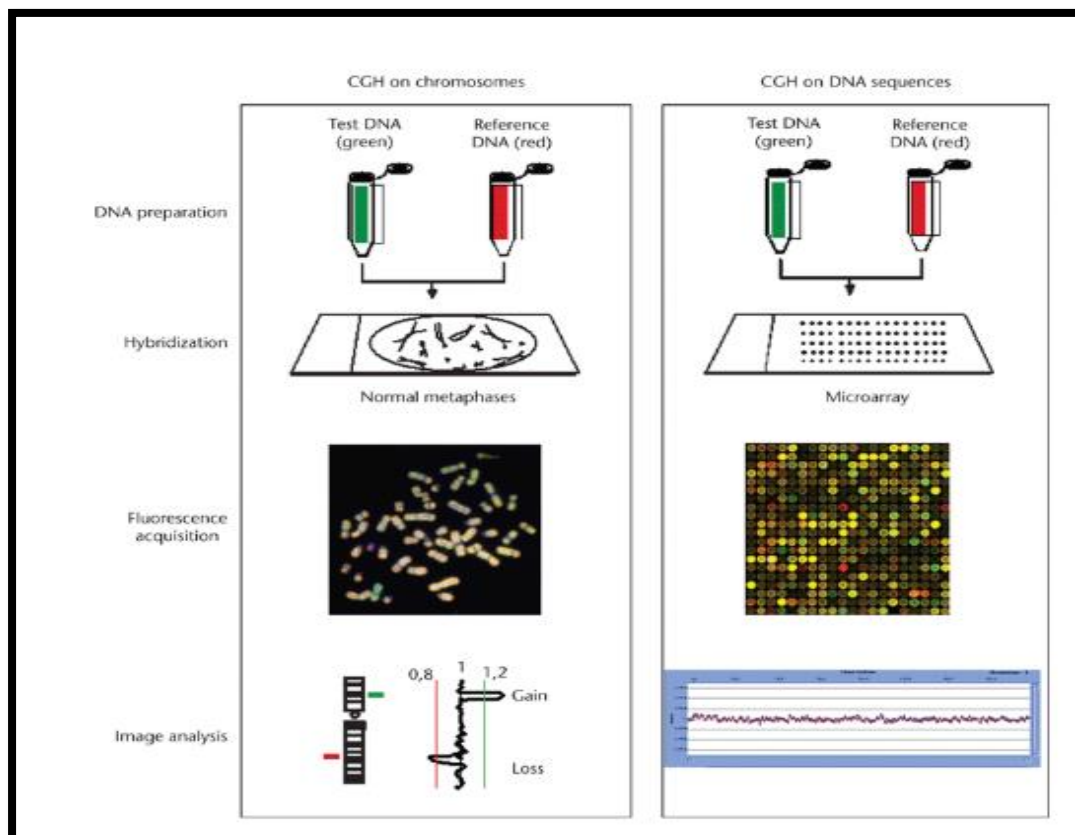 CGH on chromosomes
CGH on DNA sequences
Test DNA
(green)
Reference
DNA (red)
Test DNA
(green)
Reference
DNA (red)
DNA preparation
Hybridization
Normal metaphases
Microarray
Fluorescence
acquisition
0,8
1
1,2
Gain
Image analysis
Loss